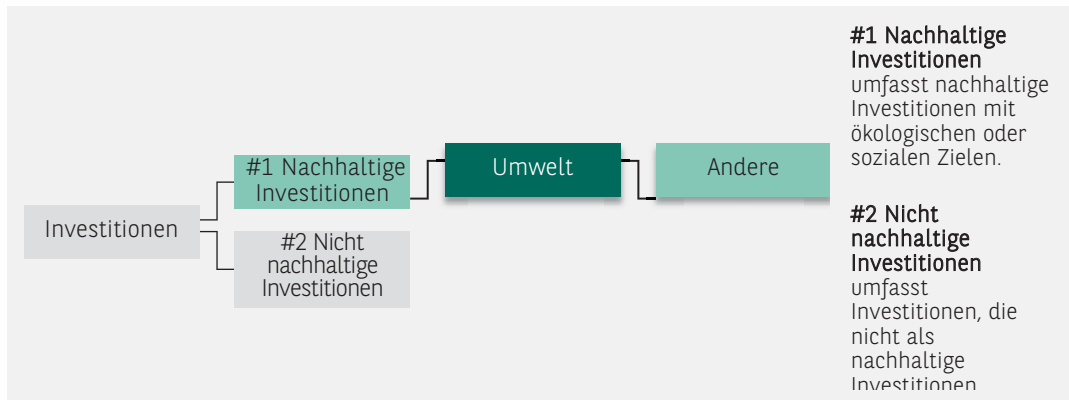 Investitionen
#1 Nachhaltige
Investitionen
#2 Nicht
nachhaltige
Investitionen
Umwelt
Andere
#1 Nachhaltige
Investitionen
umfasst nachhaltige
Investitionen mit
ökologischen oder
sozialen Zielen.
#2 Nicht
nachhaltige
Investitionen
umfasst
Investitionen, die
nicht als
nachhaltige
Investitionen